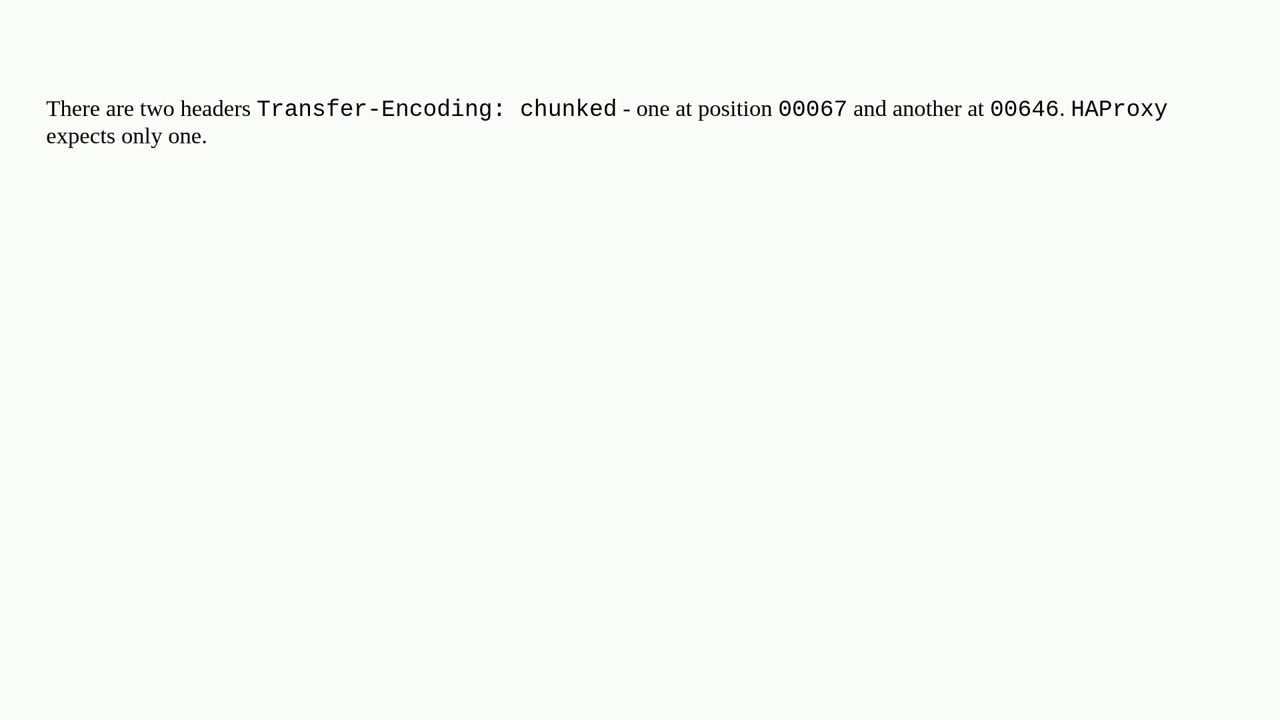 There are two headers Transfer-Encoding: chunked - one at position 00067 and another at 00646. HAProxy
expects only one.